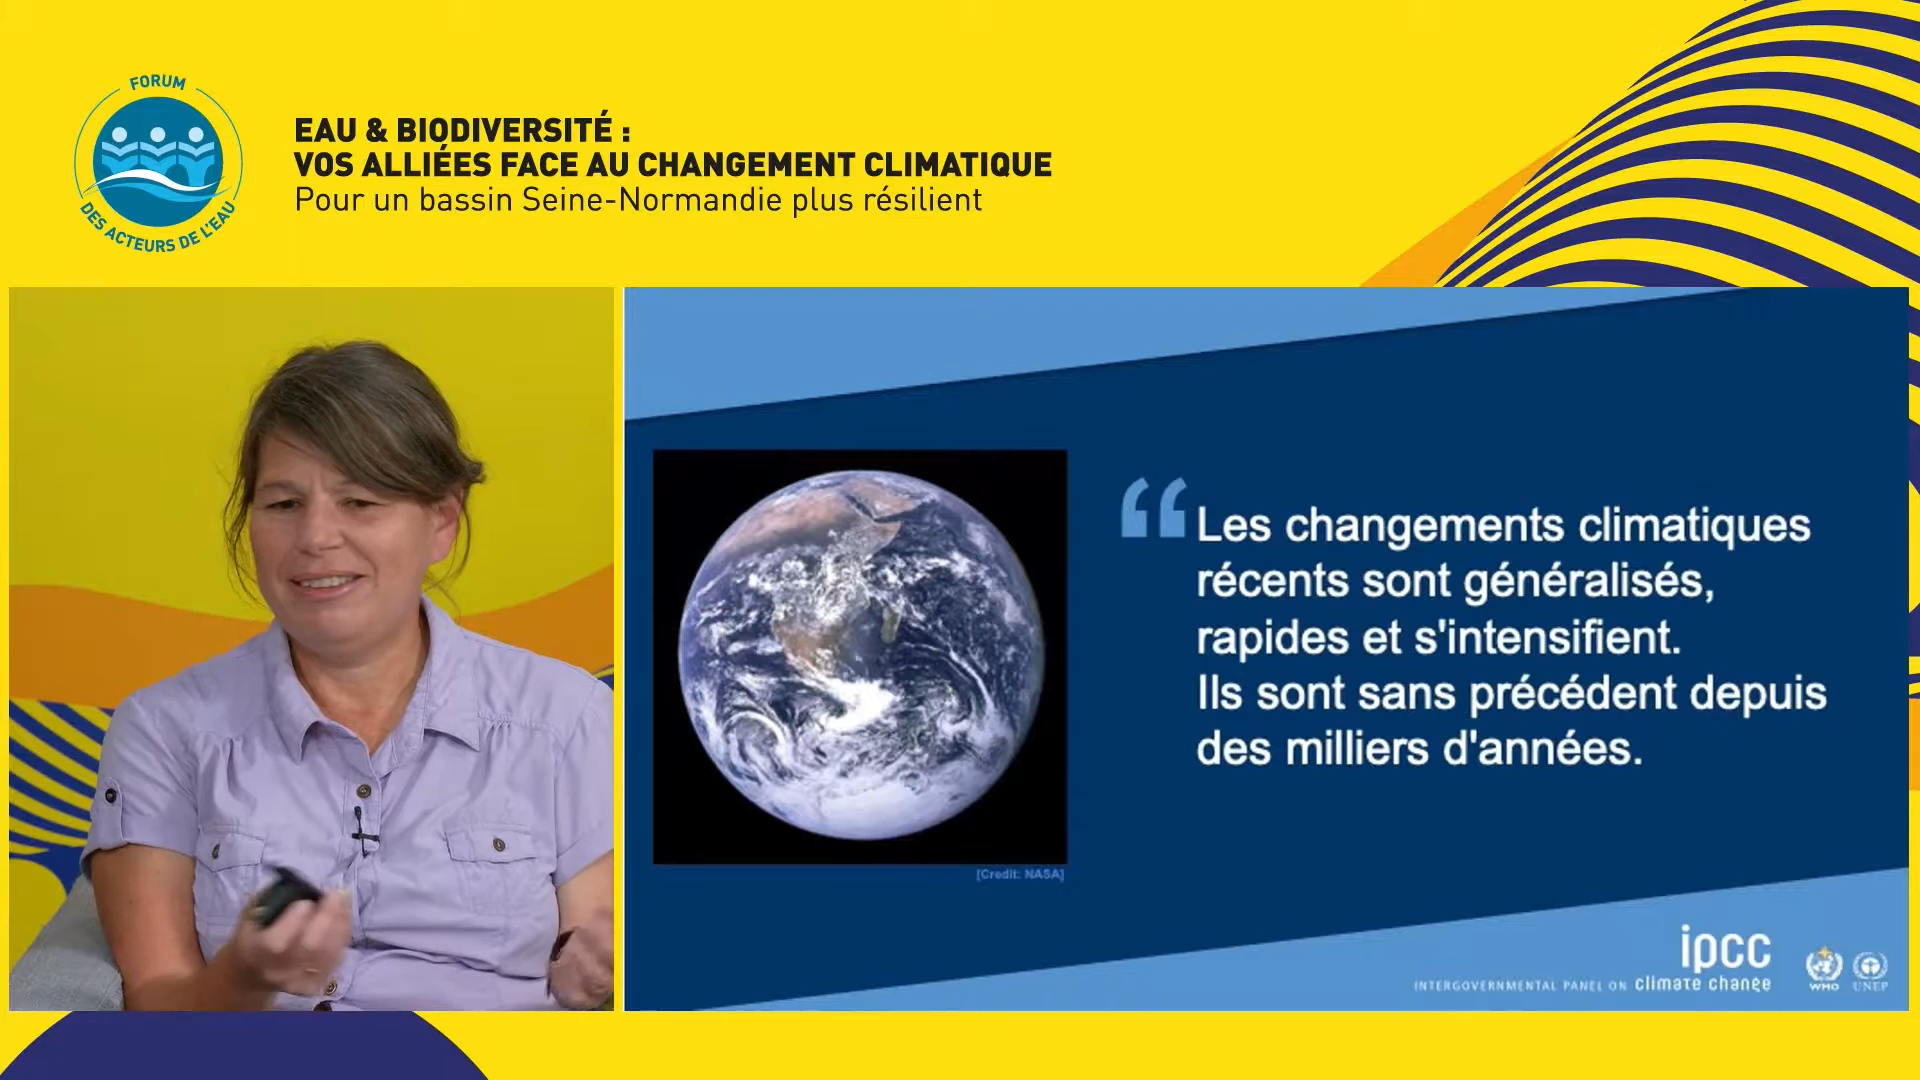 FORUM
DES ACTEURS DE L'EAU
EAU & BIODIVERSITÉ :
VOS ALLIÉES FACE AU CHANGEMENT CLIMATIQUE
Pour un bassin Seine-Normandie plus résilient
“Les changements climatiques
récents sont généralisés,
rapides et s'intensifient.
Ils sont sans précédent depuis
des milliers d'années.
[Credit: NASA]
ipcc
INTERGOVERNMENTAL PANEL ON climate change
WMO
UNEP